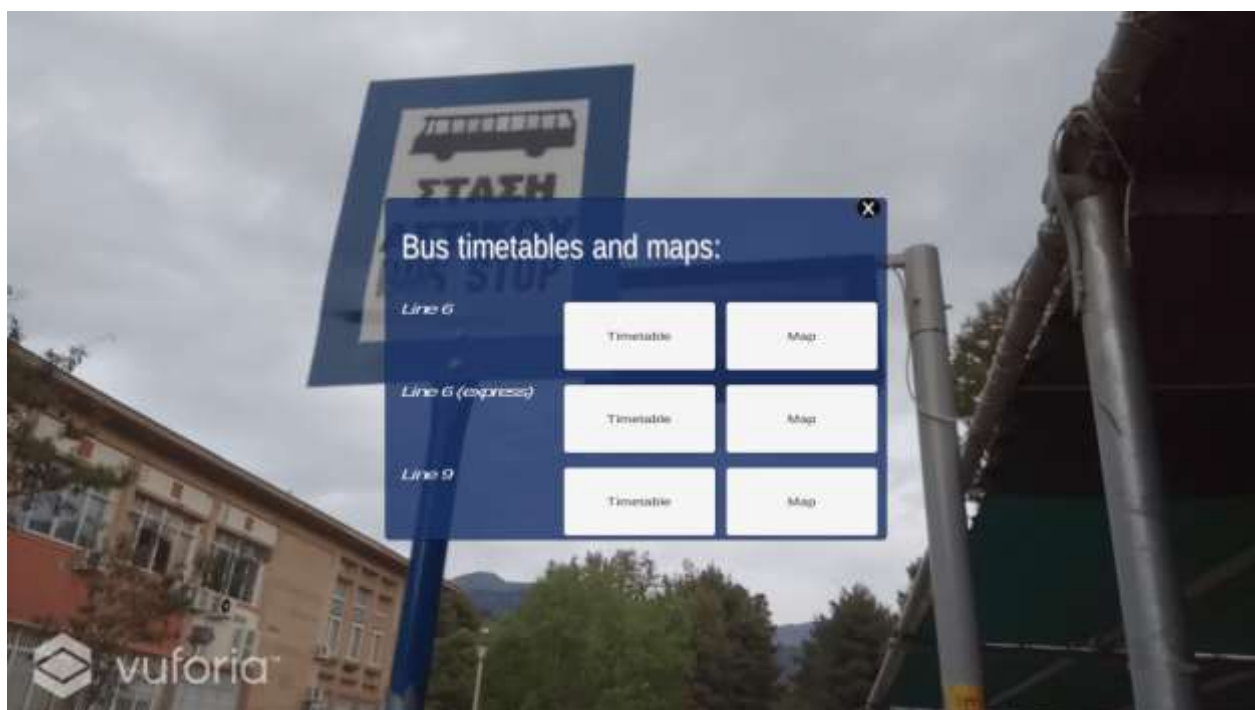 ΣΤΑΣΗ
STOP
Bus timetables and maps:
X
Line 6
Timetable
Map
Line 6 (express)
Timetable
Map
Line 9
Timetable
Map
vuforia